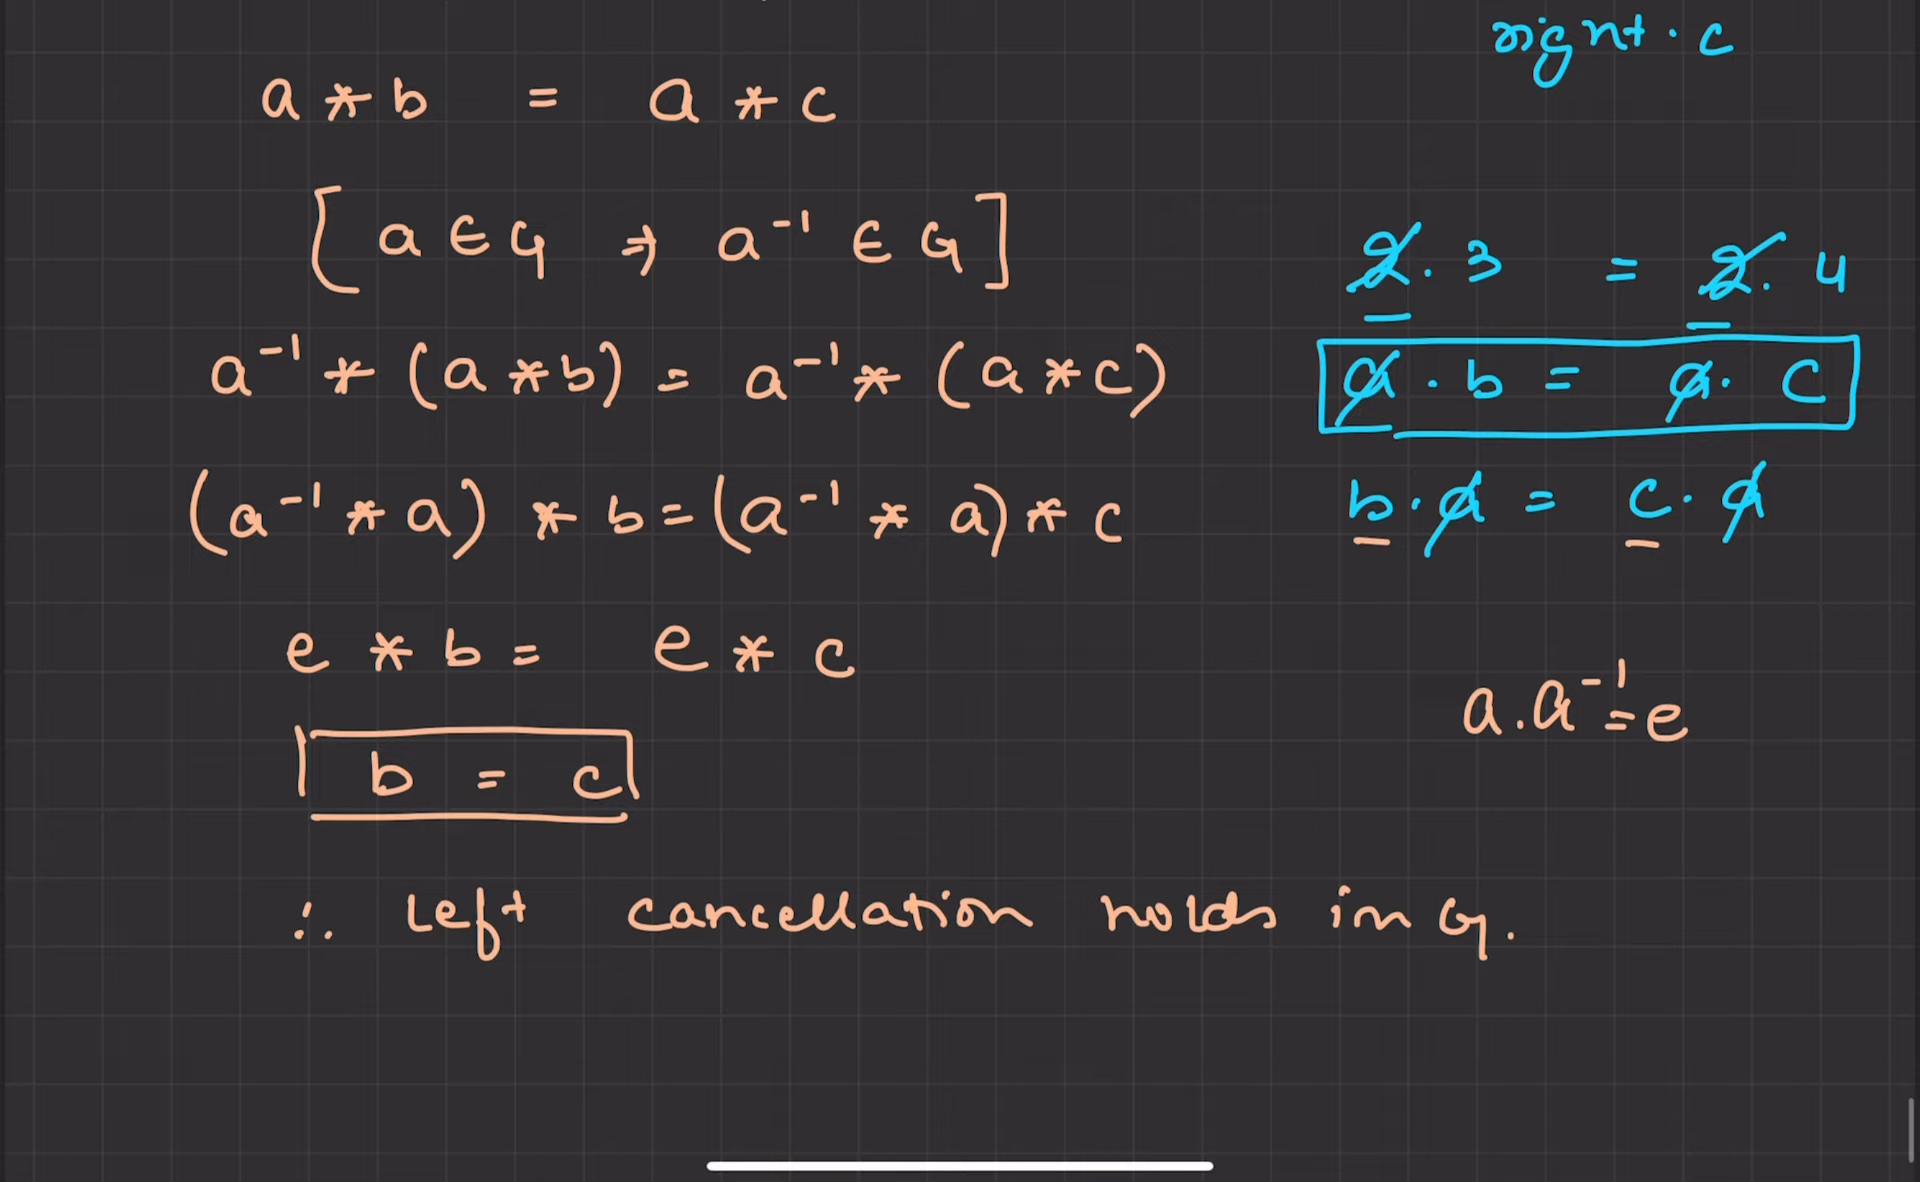 right . c
a * b = a * c
[ a ∈ G ⇒ a⁻¹ ∈ G ]
2 . 3 = 2 . 4
a⁻¹ * (a * b) = a⁻¹ * (a * c)
a . b = a . c
(a⁻¹ * a) * b = (a⁻¹ * a) * c
b . a = c . a
e * b = e * c
a . a⁻¹ = e
b = c
∴ Left cancellation holds in G.